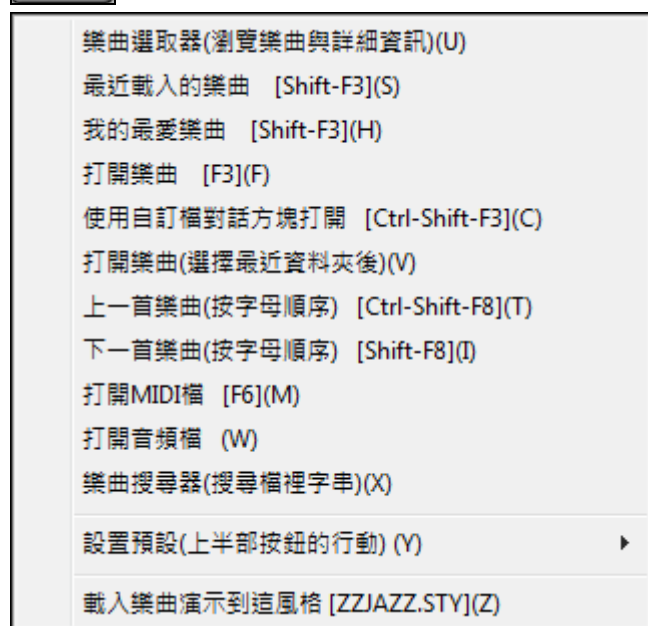 樂曲選取器(瀏覽樂曲與詳細資訊)(U)
最近載入的樂曲 [Shift-F3](S)
我的最愛樂曲 [Shift-F3](H)
打開樂曲 [F3](F)
使用自訂檔對話方塊打開 [Ctrl-Shift-F3](C)
打開樂曲(選擇最近資料夾後)(V)
上一首樂曲(按字母順序) [Ctrl-Shift-F8](T)
下一首樂曲(按字母順序) [Shift-F8](I)
打開MIDI檔 [F6](M)
打開音頻檔 (W)
樂曲搜尋器(搜尋檔裡字串)(X)
設置預設(上半部按鈕的行動) (Y)
載入樂曲演示到這風格 [ZZJAZZ.STY](Z)